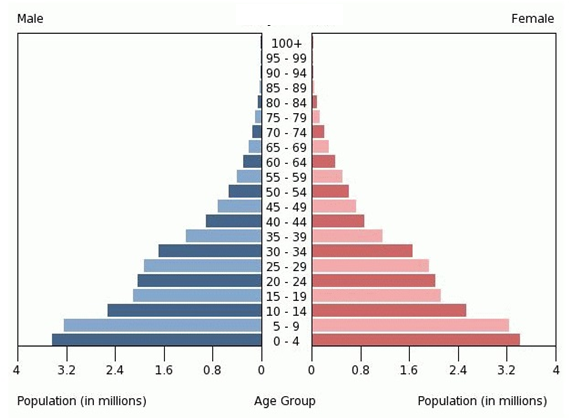 Male Female
100+
95 - 99
90 - 94
85 - 89
80 - 84
75 - 79
70 - 74
65 - 69
60 - 64
55 - 59
50 - 54
45 - 49
40 - 44
35 - 39
30 - 34
25 - 29
20 - 24
15 - 19
10 - 14
5 - 9
0 - 4
4 3.2 2.4 1.6 0.8 0 0 0.8 1.6 2.4 3.2 4
Population (in millions) Age Group Population (in millions)